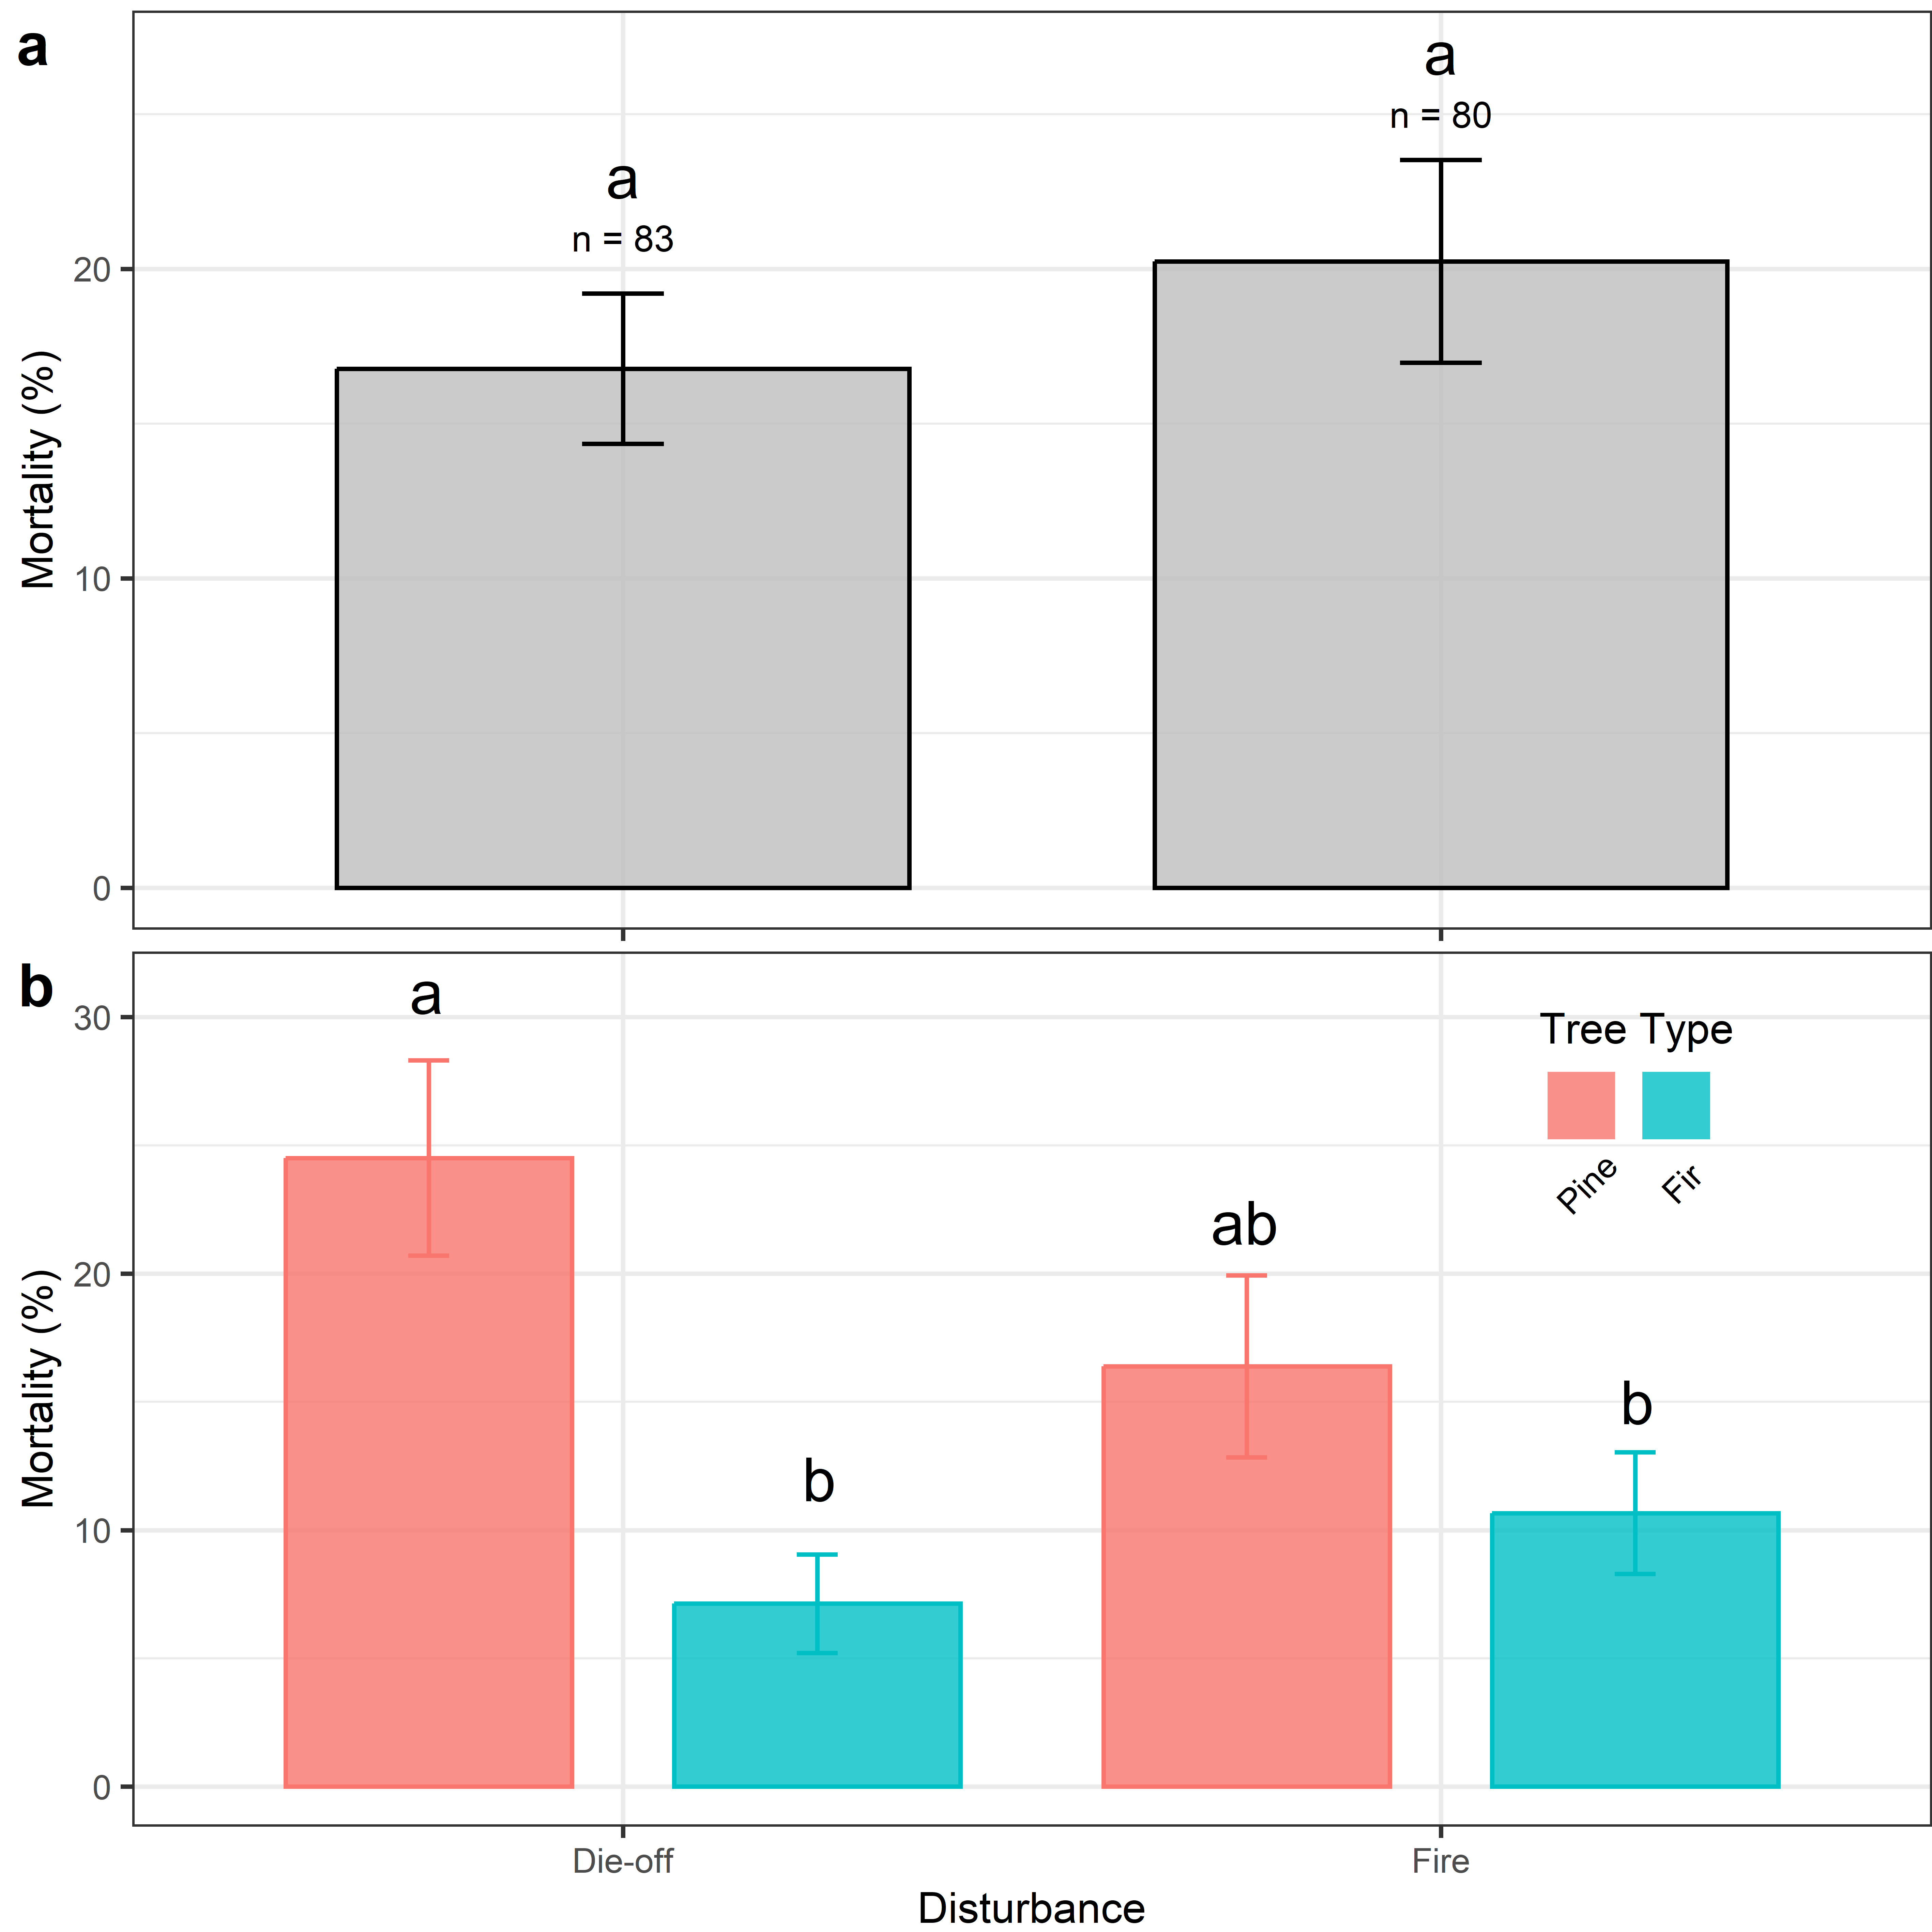 a
a
n = 80
a
n = 83
20
10
0
Mortality (%)
b
30
20
10
0
Mortality (%)
a
b
ab
b
Tree Type
Pine
Fir
Die-off
Fire
Disturbance